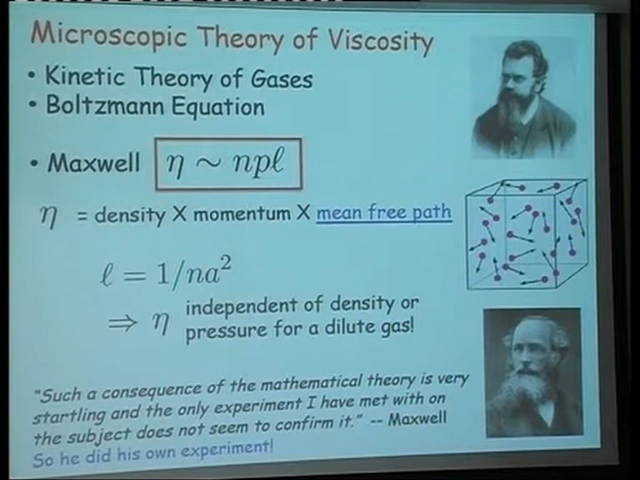 Microscopic Theory of Viscosity
• Kinetic Theory of Gases
• Boltzmann Equation
• Maxwell η ∼ npℓ
η = density X momentum X mean free path
ℓ = 1/na²
⇒ η independent of density or
pressure for a dilute gas!
"Such a consequence of the mathematical theory is very
startling and the only experiment I have met with on
the subject does not seem to confirm it." -- Maxwell
So he did his own experiment!